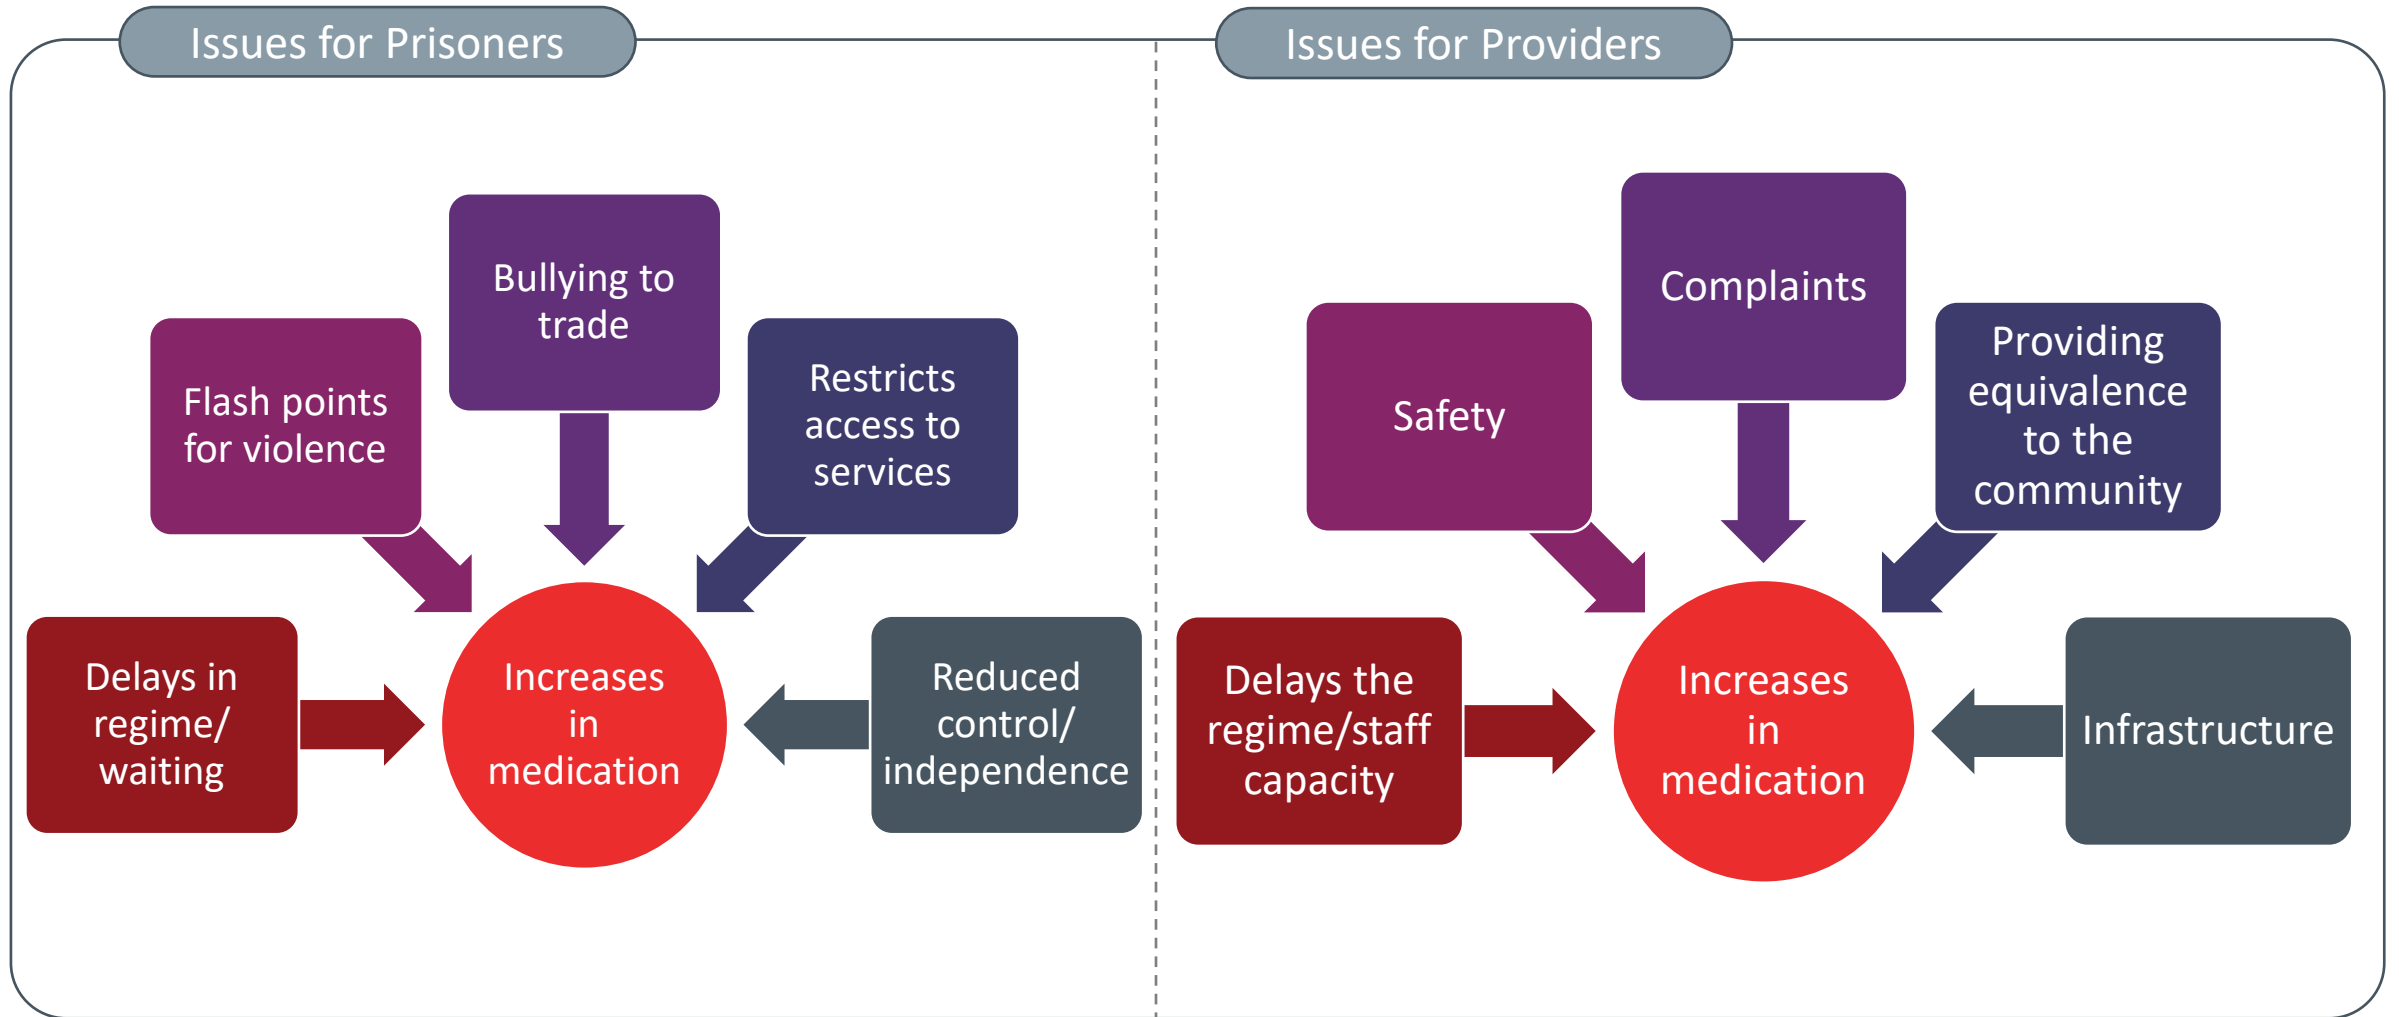 Issues for Prisoners
Bullying to
trade
Flash points
for violence
Restricts
access to
services
Delays in
regime/
waiting
Increases
in
medication
Reduced
control/
independence
Issues for Providers
Complaints
Safety
Providing
equivalence
to the
community
Delays the
regime/staff
capacity
Increases
in
medication
Infrastructure